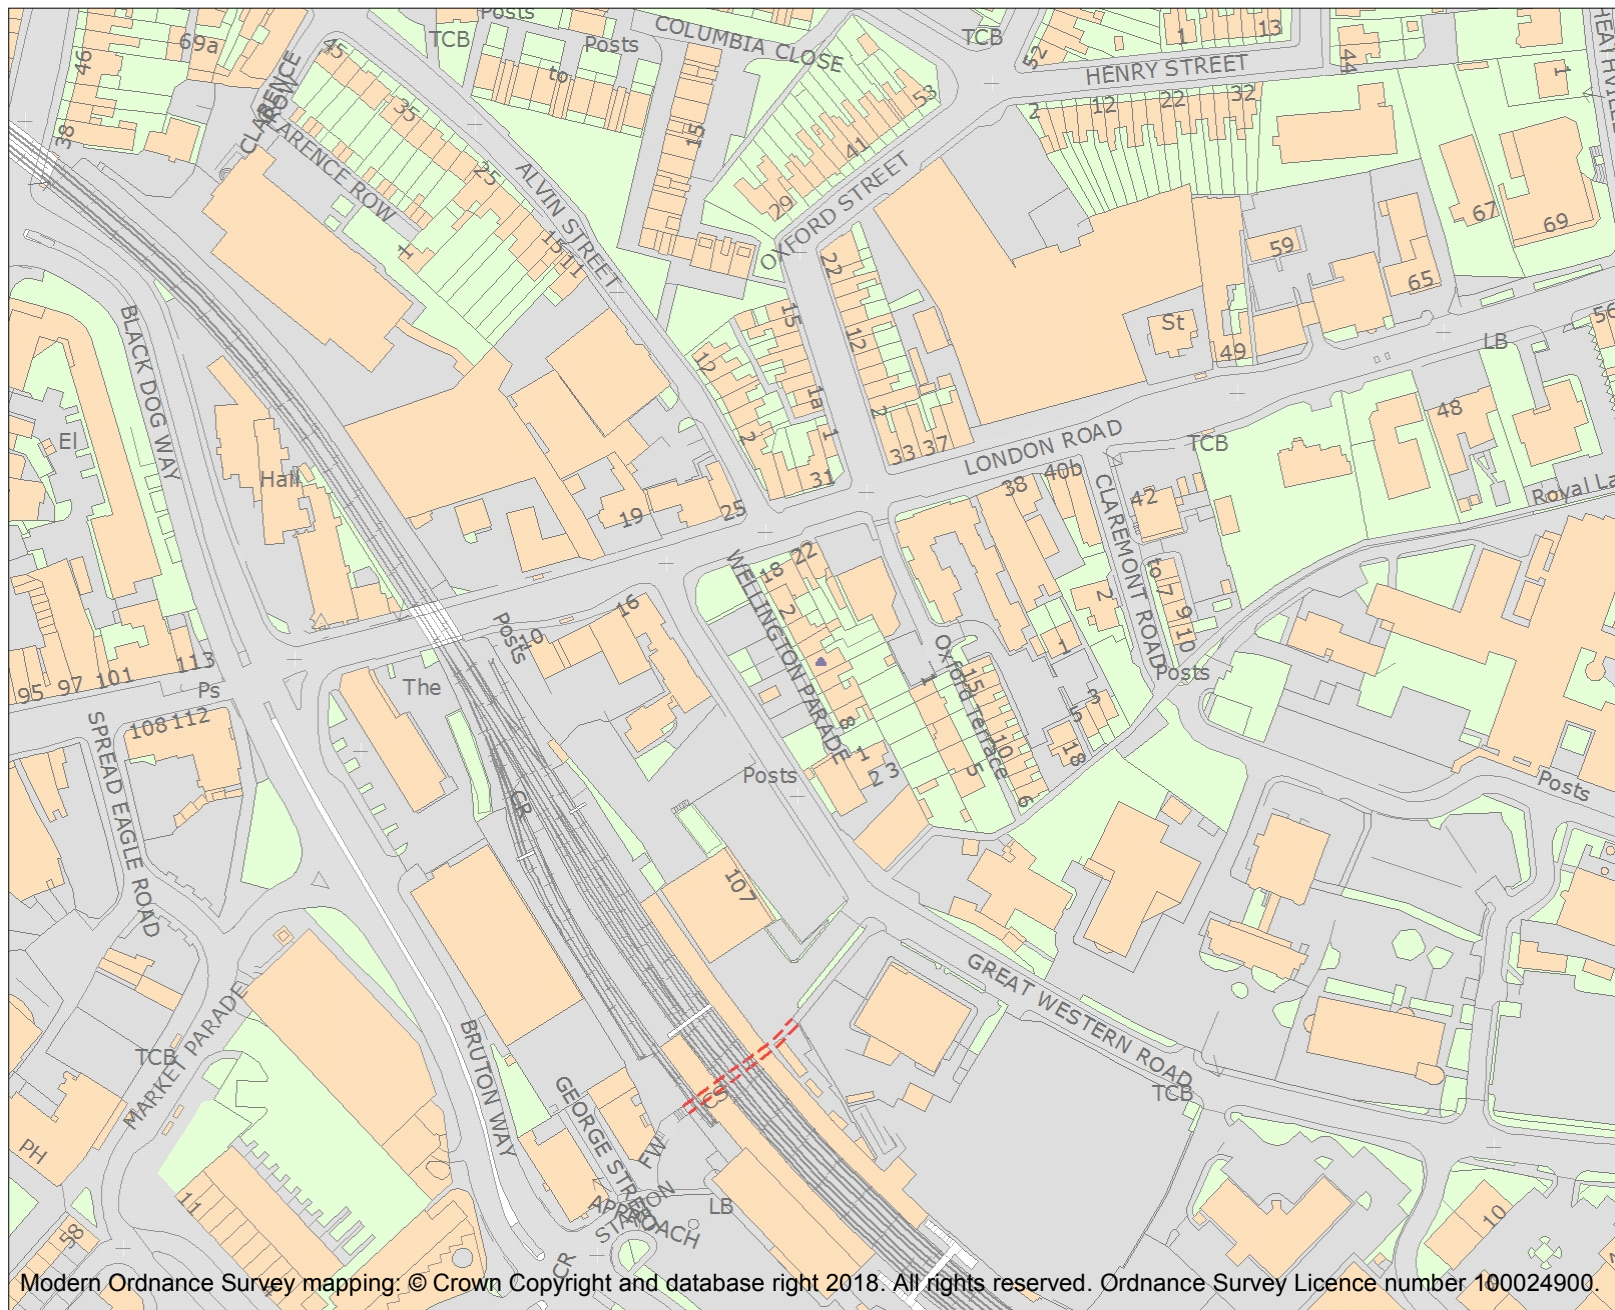 Posts
COLUMBIA CLOSE
TCB
Posts
TCB
69a
46
45
to
52
1
13
44
1
HENRY STREET
CLARENCE ROW
35
53
2
12
22
32
38
15
41
CLARENCE ROW
25
ALVIN STREET
29
OXFORD STREET
67
69
1
15
11
22
59
65
BLACK DOG WAY
15
12
St
49
LB
56
12
1a
2
48
El
2
1
33
37
LONDON ROAD
TCB
Hall
31
38
40b
42
CLAREMONT ROAD
Royal La
19
25
22
18
2
WELLINGTON PARADE
to
7
9
10
2
16
10
Posts
1
Oxford Terrace
95
97
101
113
Ps
The
1
15
3
5
Posts
108
112
SPREAD EAGLE ROAD
8
1
2
3
10
5
18
6
Posts
Posts
CR
107
GREAT WESTERN ROAD
MARKET PARADE
TCB
BRUTON WAY
TCB
GEORGE STREET
FW
PH
11
STATION APPROACH
LB
58
CR
10
Modern Ordnance Survey mapping: © Crown Copyright and database right 2018. All rights reserved. Ordnance Survey Licence number 100024900.